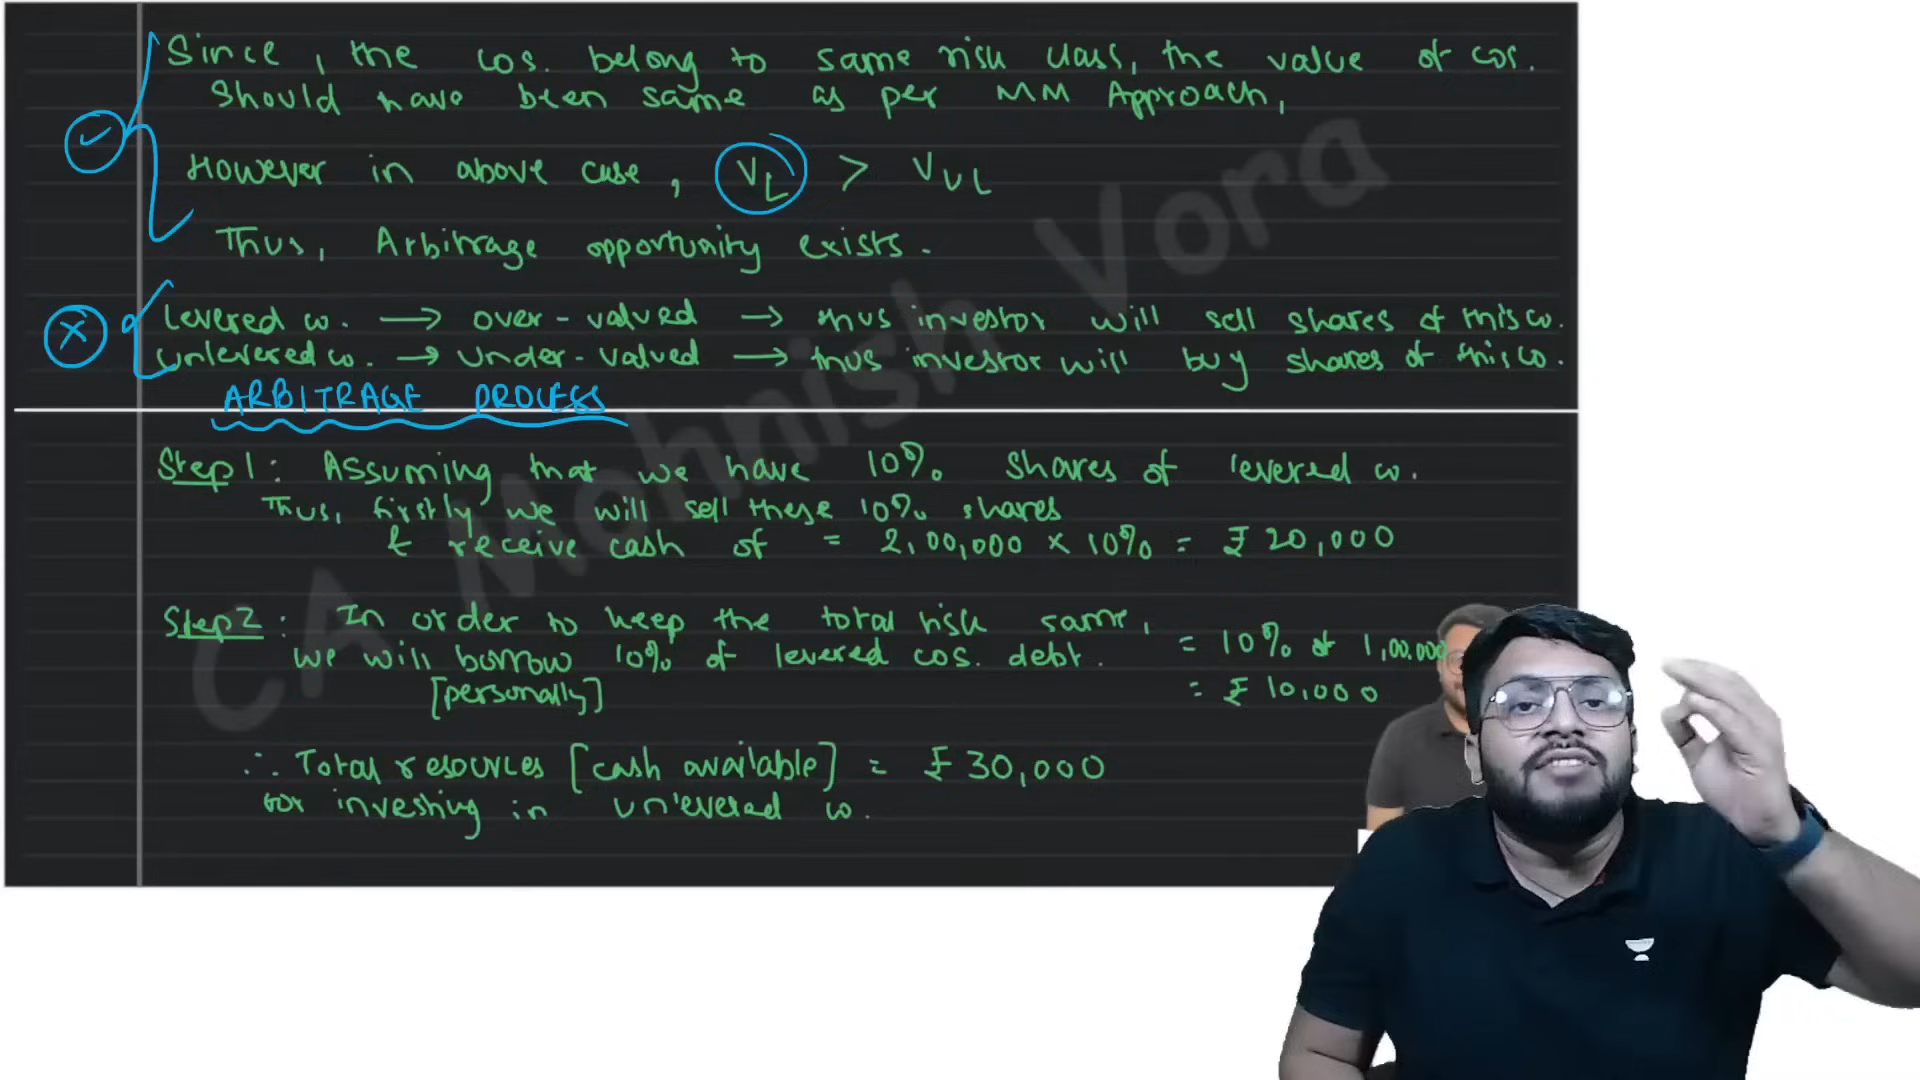 Since, the cos. belong to same risk class, the value of cos.
Should have been same as per MM Approach,
However in above case, VL > VUL
Thus, Arbitrage opportunity exists.
Levered co. → over-valued → thus investor will sell shares of this co.
Unlevered co. → under-valued → thus investor will buy shares of this co.
ARBITRAGE PROCESS
Step 1: Assuming that we have 10% shares of levered co.
Thus, firstly we will sell these 10% shares
& receive cash of = 2,00,000 × 10% = ₹ 20,000
Step 2: In order to keep the total risk same,
we will borrow 10% of levered cos. debt. = 10% of 1,00,000
[personally] = ₹ 10,000
∴ Total resources [cash available] = ₹ 30,000
for investing in unlevered co.
CA Mohnish Vora